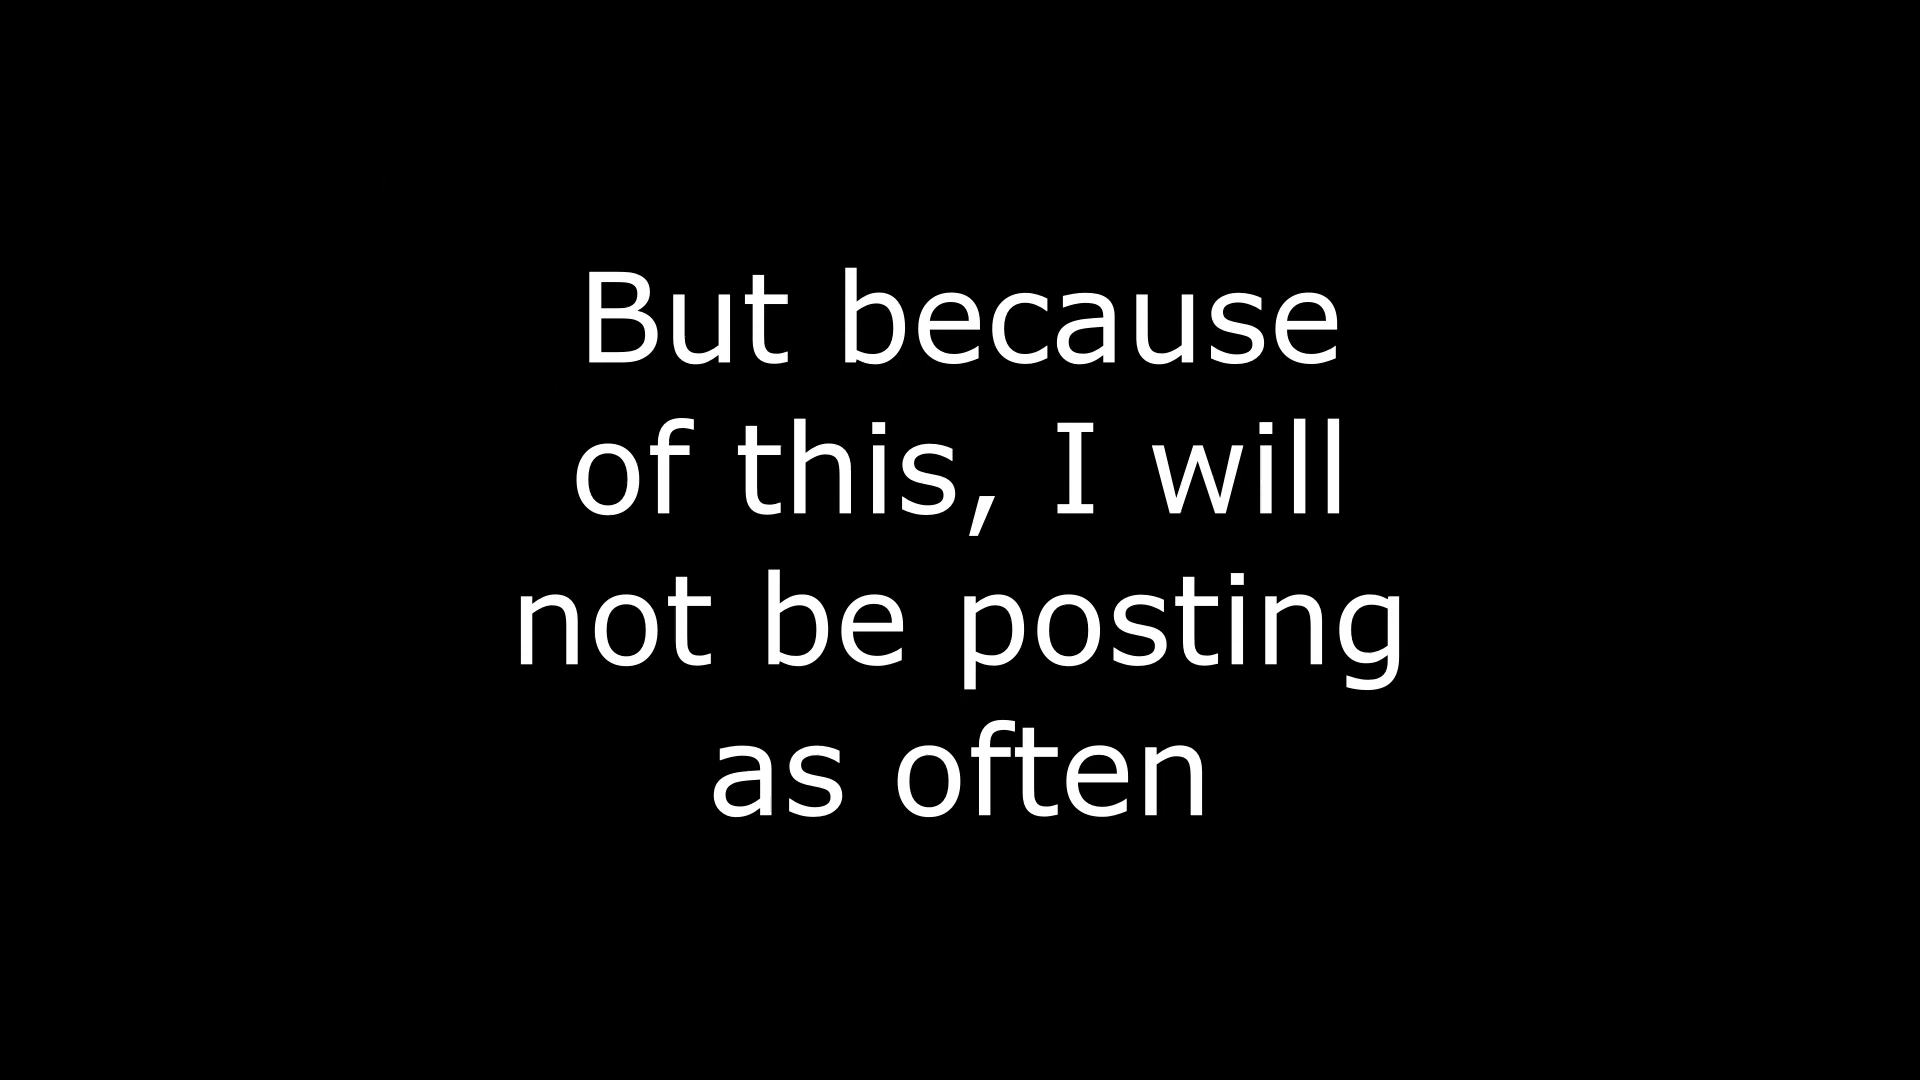 But because
of this, I will
not be posting
as often